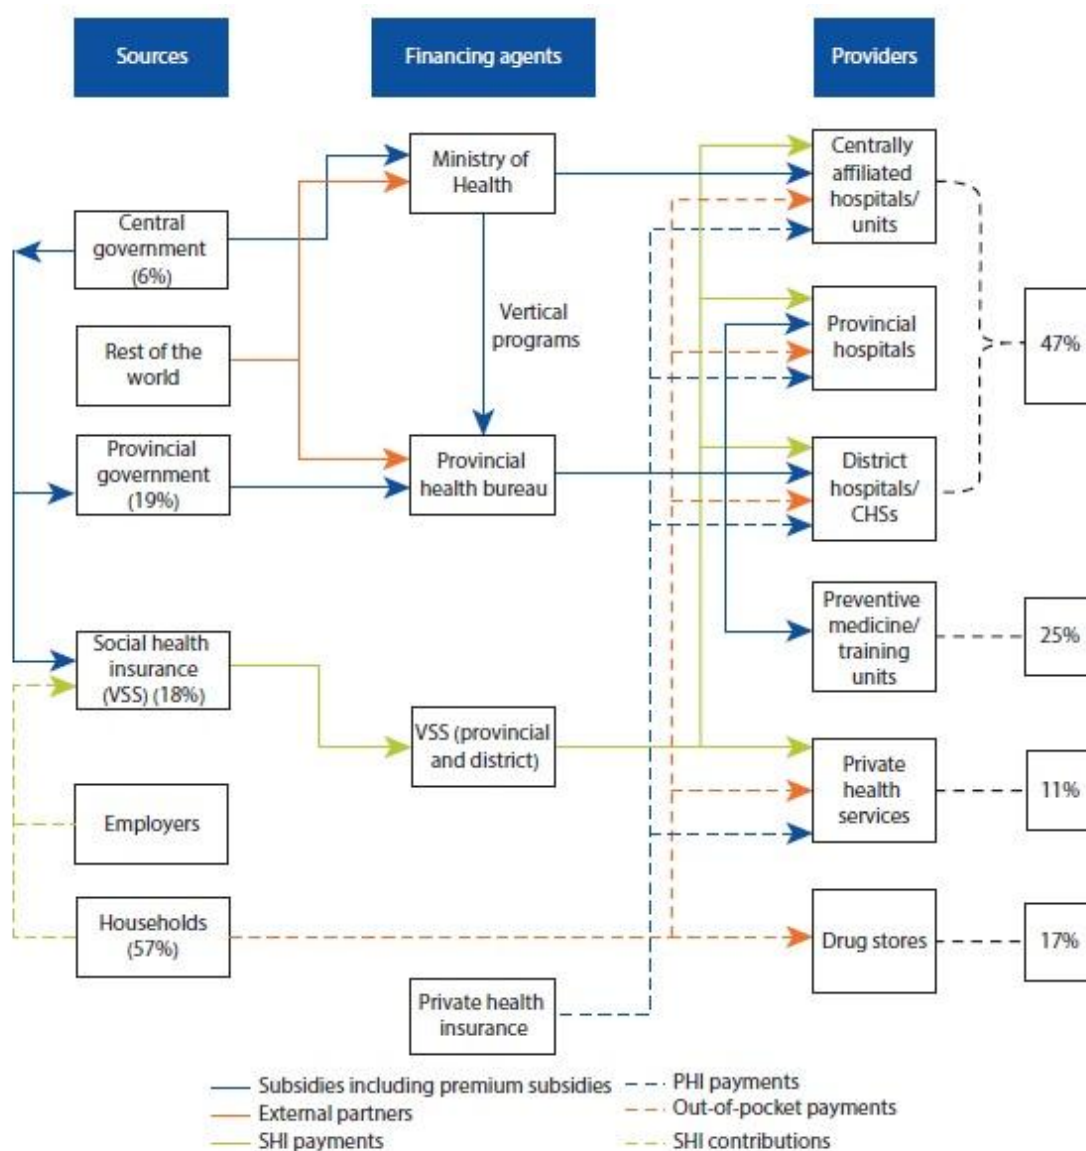 Sources
Financing agents
Providers
Ministry of
Health
Centrally
affiliated
hospitals/
units
Central
government
(6%)
Vertical
programs
Provincial
hospitals
47%
Rest of the
world
Provincial
government
(19%)
Provincial
health bureau
District
hospitals/
CHSs
Preventive
medicine/
training
units
25%
Social health
insurance
(VSS) (18%)
VSS (provincial
and district)
Private
health
services
11%
Employers
Households
(57%)
Drug stores
17%
Private health
insurance
Subsidies including premium subsidies
PHI payments
External partners
Out-of-pocket payments
SHI payments
SHI contributions